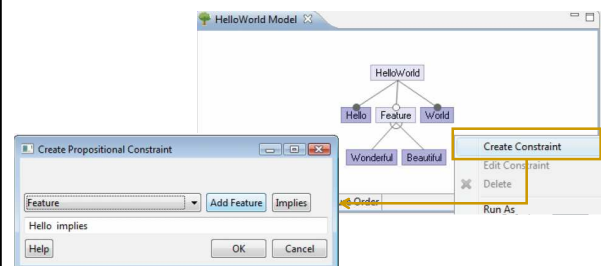 HelloWorld Model
HelloWorld
Hello Feature World
Wonderful Beautiful
Create Constraint
Edit Constraint
Delete
Run As
Order
Create Propositional Constraint
Feature Add Feature Implies
Hello implies
Help OK Cancel